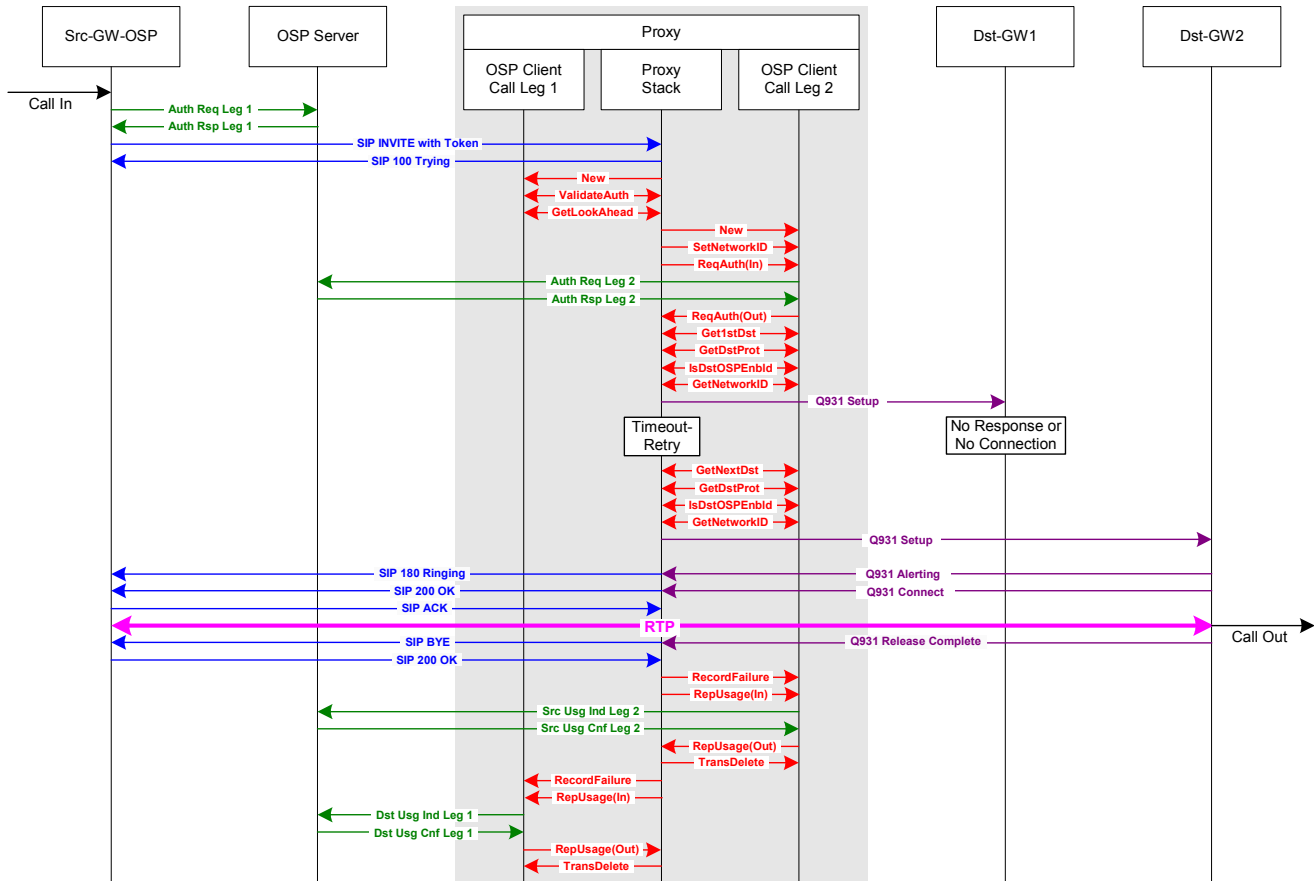 Src-GW-OSP
OSP Server
Proxy
OSP Client
Call Leg 1
Proxy
Stack
OSP Client
Call Leg 2
Dst-GW1
Dst-GW2
Call In
Auth Req Leg 1
Auth Rsp Leg 1
SIP INVITE with Token
SIP 100 Trying
New
ValidateAuth
GetLookAhead
New
SetNetworkID
ReqAuth(In)
Auth Req Leg 2
Auth Rsp Leg 2
ReqAuth(Out)
Get1stDst
GetDstProt
IsDstOSPEnbld
GetNetworkID
Q931 Setup
Timeout-
Retry
No Response or
No Connection
GetNextDst
GetDstProt
IsDstOSPEnbld
GetNetworkID
Q931 Setup
SIP 180 Ringing
Q931 Alerting
SIP 200 OK
Q931 Connect
SIP ACK
RTP
Call Out
SIP BYE
Q931 Release Complete
SIP 200 OK
RecordFailure
RepUsage(In)
Src Usg Ind Leg 2
Src Usg Cnf Leg 2
RepUsage(Out)
TransDelete
RecordFailure
RepUsage(In)
Dst Usg Ind Leg 1
Dst Usg Cnf Leg 1
RepUsage(Out)
TransDelete